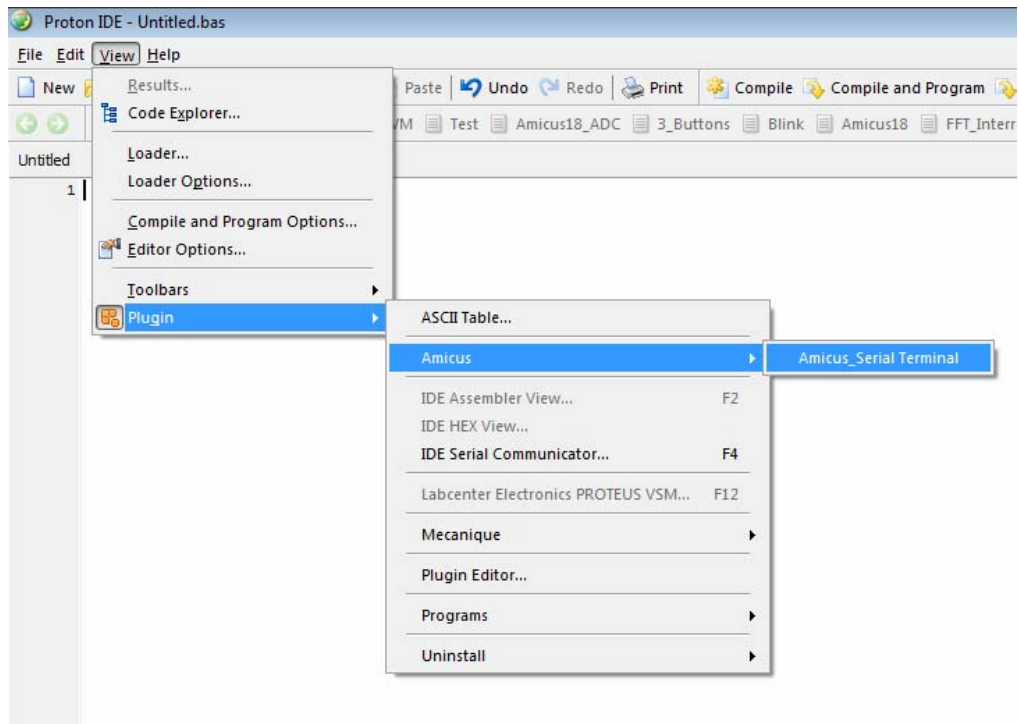 Proton IDE - Untitled.bas
File Edit View Help
New Paste Undo Redo Print Compile Compile and Program
VM Test Amicus18_ADC 3_Buttons Blink Amicus18 FFT_Interr
Untitled
1
Results...
Code Explorer...
Loader...
Loader Options...
Compile and Program Options...
Editor Options...
Toolbars
Plugin
ASCII Table...
Amicus
Amicus_Serial Terminal
IDE Assembler View... F2
IDE HEX View...
IDE Serial Communicator... F4
Labcenter Electronics PROTEUS VSM... F12
Mecanique
Plugin Editor...
Programs
Uninstall